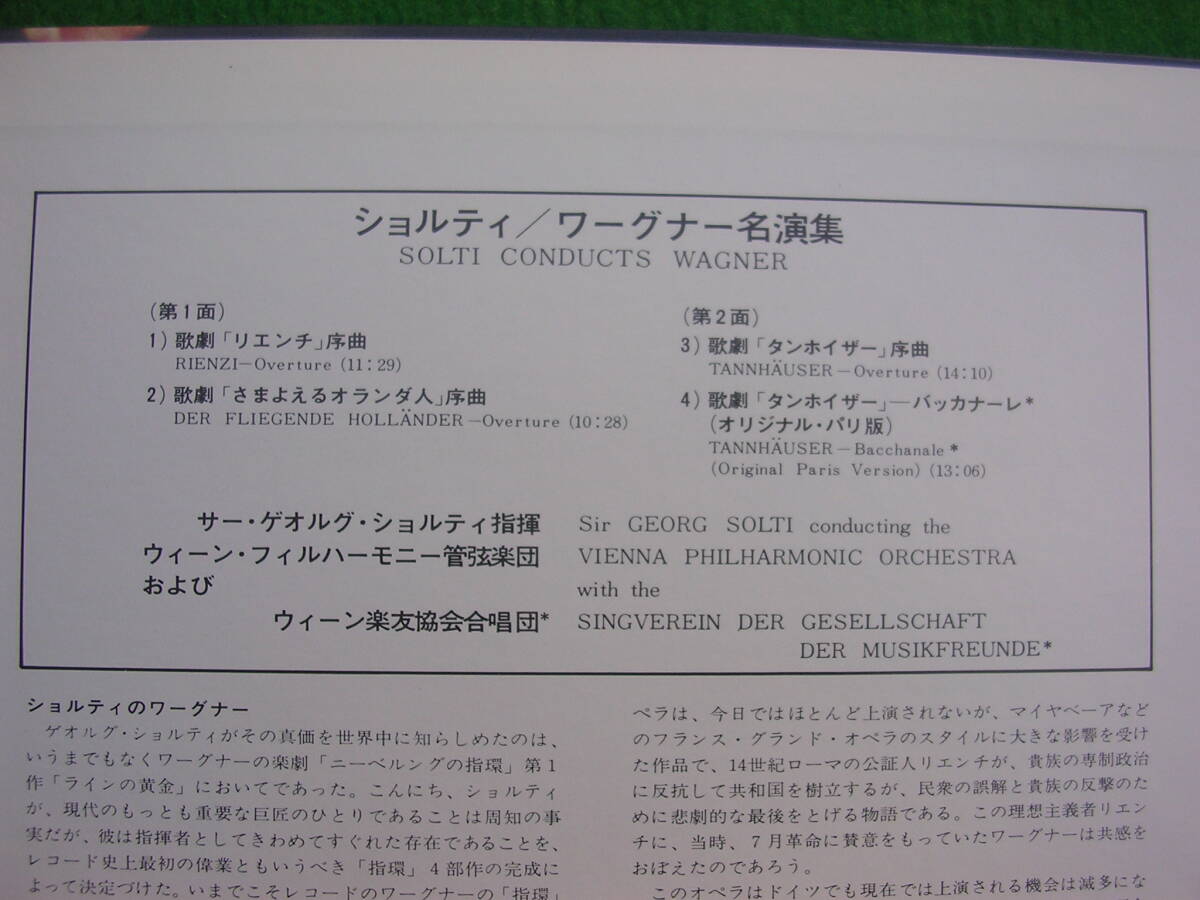 ショルティ／ワーグナー名演集
SOLTI CONDUCTS WAGNER
(第1面)
1) 歌劇「リエンチ」序曲
RIENZI—Overture (11:29)
2) 歌劇「さまよえるオランダ人」序曲
DER FLIEGENDE HOLLÄNDER—Overture (10:28)
(第2面)
3) 歌劇「タンホイザー」序曲
TANNHÄUSER—Overture (14:10)
4) 歌劇「タンホイザー」—バッカナーレ*
(オリジナル・パリ版)
TANNHÄUSER—Bacchanale*
(Original Paris Version) (13:06)
サー・ゲオルグ・ショルティ指揮
ウィーン・フィルハーモニー管弦楽団
および
ウィーン楽友協会合唱団*
Sir GEORG SOLTI conducting the
VIENNA PHILHARMONIC ORCHESTRA
with the
SINGVEREIN DER GESELLSCHAFT
DER MUSIKFREUNDE*
ショルティのワーグナー
ゲオルグ・ショルティがその真価を世界中に知らしめたのは、
いうまでもなくワーグナーの楽劇「ニーベルングの指環」第1
作「ラインの黄金」においてであった。こんにち、ショルティ
が、現代のもっとも重要な巨匠のひとりであることは周知の事
実だが、彼は指揮者としてきわめてすぐれた存在であることを、
レコード史上最初の偉業ともいうべき「指環」4部作の完成に
よって決定づけた。いまでこそレコードのワーグナーの「指環」
ペラは、今日ではほとんど上演されないが、マイヤベーアなど
のフランス・グランド・オペラのスタイルに大きな影響を受け
た作品で、14世紀ローマの公証人リエンチが、貴族の専制政治
に反抗して共和国を樹立するが、民衆の誤解と貴族の反撃のた
めに悲劇的な最後をとげる物語である。この理想主義者リエン
チに、当時、7月革命に賛意をもっていたワーグナーは共感を
おぼえたのであろう。
このオペラはドイツでも現在では上演される機会は滅多にな